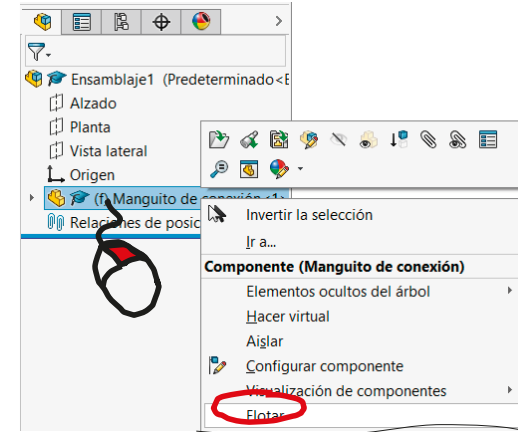 Ensamblaje1 (Predeterminado<E
Alzado
Planta
Vista lateral
Origen
(f) Manguito de conexión<1>
Relaciones de posic
Invertir la selección
Ir a...
Componente (Manguito de conexión)
Elementos ocultos del árbol
Hacer virtual
Aislar
Configurar componente
Visualización de componentes
Flotar